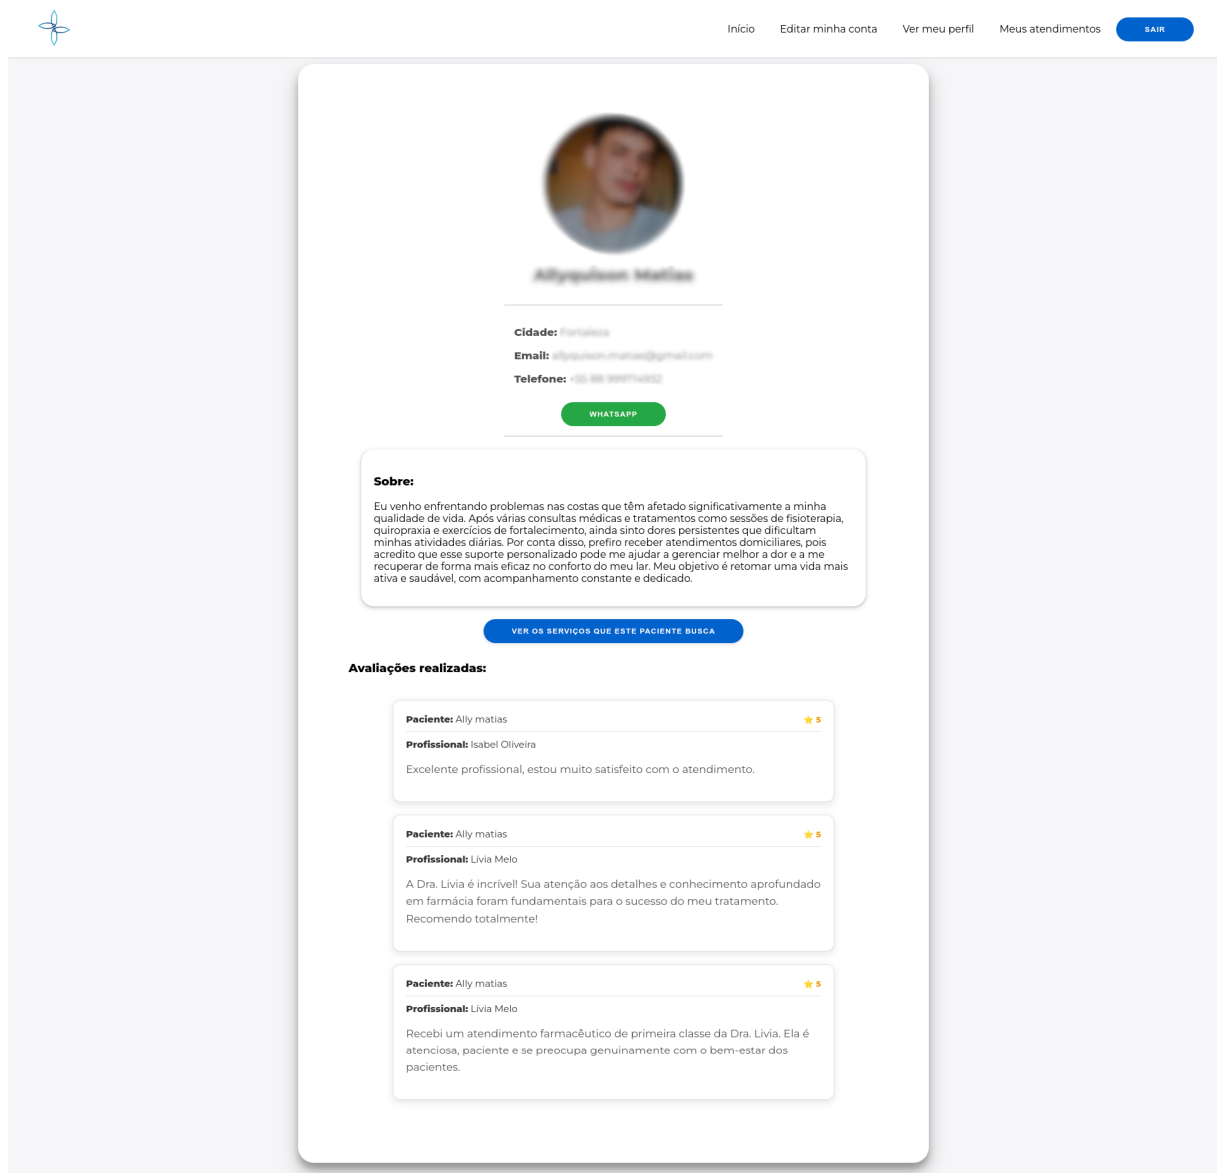 Início Editar minha conta Ver meu perfil Meus atendimentos SAIR
Cidade:
Email:
Telefone:
WHATSAPP
Sobre:
Eu venho enfrentando problemas nas costas que têm afetado significativamente a minha
qualidade de vida. Após várias consultas médicas e tratamentos como sessões de fisioterapia,
quiropraxia e exercícios de fortalecimento, ainda sinto dores persistentes que dificultam
minhas atividades diárias. Por conta disso, prefiro receber atendimentos domiciliares, pois
acredito que esse suporte personalizado pode me ajudar a gerenciar melhor a dor e a me
recuperar de forma mais eficaz no conforto do meu lar. Meu objetivo é retomar uma vida mais
ativa e saudável, com acompanhamento constante e dedicado.
VER OS SERVIÇOS QUE ESTE PACIENTE BUSCA
Avaliações realizadas:
Paciente: Ally matias ⭐ 5
Profissional: Isabel Oliveira
Excelente profissional, estou muito satisfeito com o atendimento.
Paciente: Ally matias ⭐ 5
Profissional: Lívia Melo
A Dra. Livia é incrível! Sua atenção aos detalhes e conhecimento aprofundado
em farmácia foram fundamentais para o sucesso do meu tratamento.
Recomendo totalmente!
Paciente: Ally matias ⭐ 5
Profissional: Lívia Melo
Recebi um atendimento farmacêutico de primeira classe da Dra. Livia. Ela é
atenciosa, paciente e se preocupa genuinamente com o bem-estar dos
pacientes.